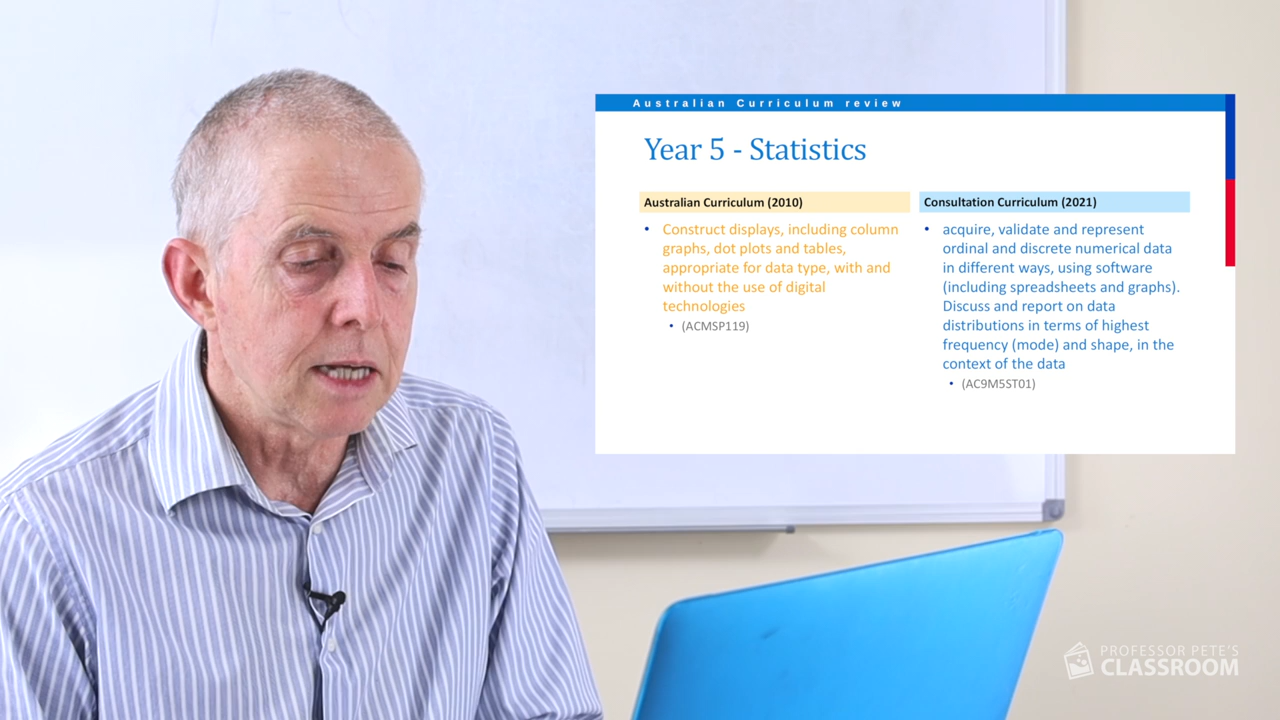 Australian Curriculum review
Year 5 - Statistics
Australian Curriculum (2010)
• Construct displays, including column
graphs, dot plots and tables,
appropriate for data type, with and
without the use of digital
technologies
• (ACMSP119)
Consultation Curriculum (2021)
• acquire, validate and represent
ordinal and discrete numerical data
in different ways, using software
(including spreadsheets and graphs).
Discuss and report on data
distributions in terms of highest
frequency (mode) and shape, in the
context of the data
• (AC9M5ST01)
PROFESSOR PETE'S
CLASSROOM